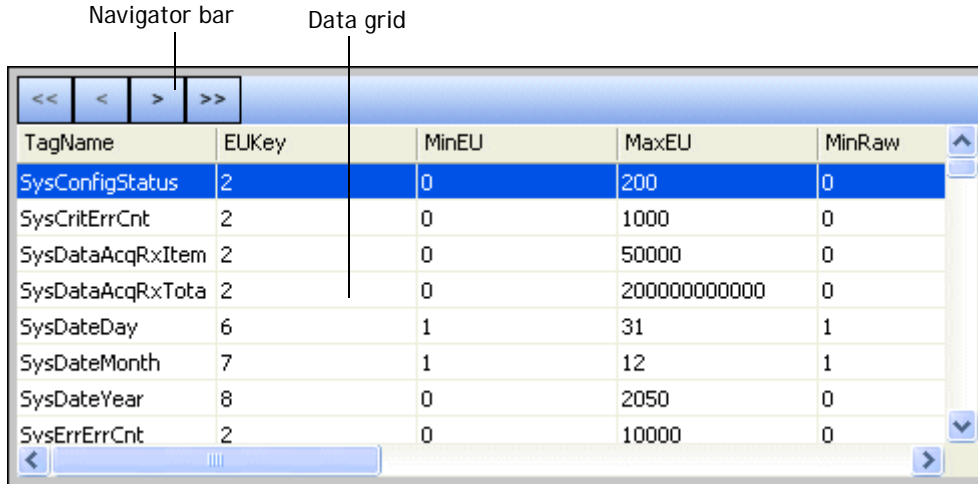 Navigator bar Data grid
<< < > >>
TagName EUKey MinEU MaxEU MinRaw
SysConfigStatus 2 0 200 0
SysCritErrCnt 2 0 1000 0
SysDataAcqRxItem 2 0 50000 0
SysDataAcqRxTota 2 0 200000000000 0
SysDateDay 6 1 31 1
SysDateMonth 7 1 12 1
SysDateYear 8 0 2050 0
SysErrErrCnt 2 0 10000 0